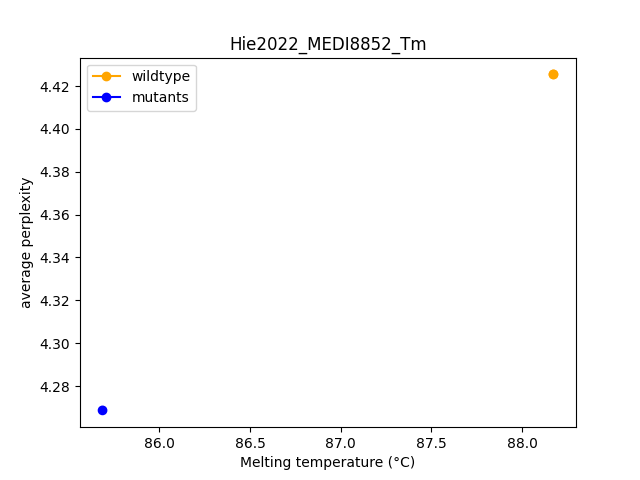 Hie2022_MEDI8852_Tm
wildtype
mutants
4.42
4.40
4.38
4.36
4.34
4.32
4.30
4.28
average perplexity
86.0 86.5 87.0 87.5 88.0
Melting temperature (°C)